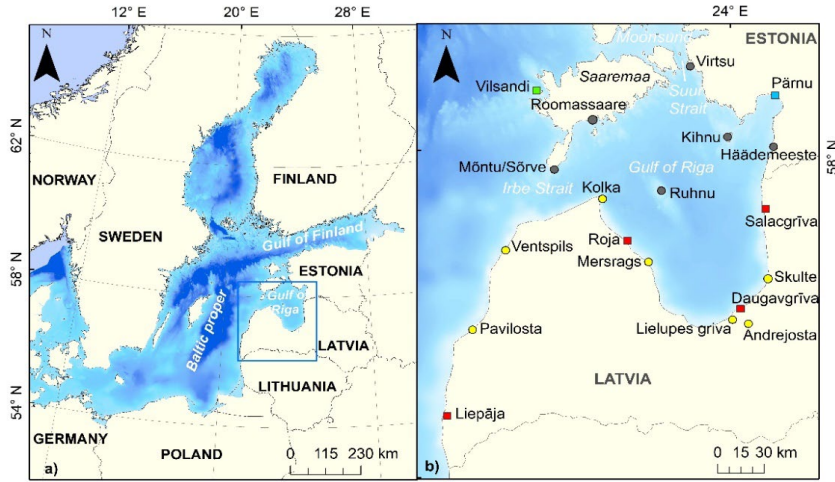 12° E
20° E
28° E
N
62° N
58° N
54° N
NORWAY
SWEDEN
FINLAND
Gulf of Finland
ESTONIA
Gulf of
Riga
Baltic proper
LATVIA
LITHUANIA
GERMANY
POLAND
0 115 230 km
a)
24° E
N
Moonsund
ESTONIA
Virtsu
Saaremaa
Vilsandi
Suur
Strait
Pärnu
Roomassaare
Kihnu
Häädemeeste
58° N
Mõntu/Sõrve
Gulf of Riga
Irbe Strait
Kolka
Ruhnu
Salacgrīva
Roja
Ventspils
Mersrags
Skulte
Daugavgrīva
Lielupes griva
Andrejosta
Pavilosta
LATVIA
Liepāja
0 15 30 km
b)